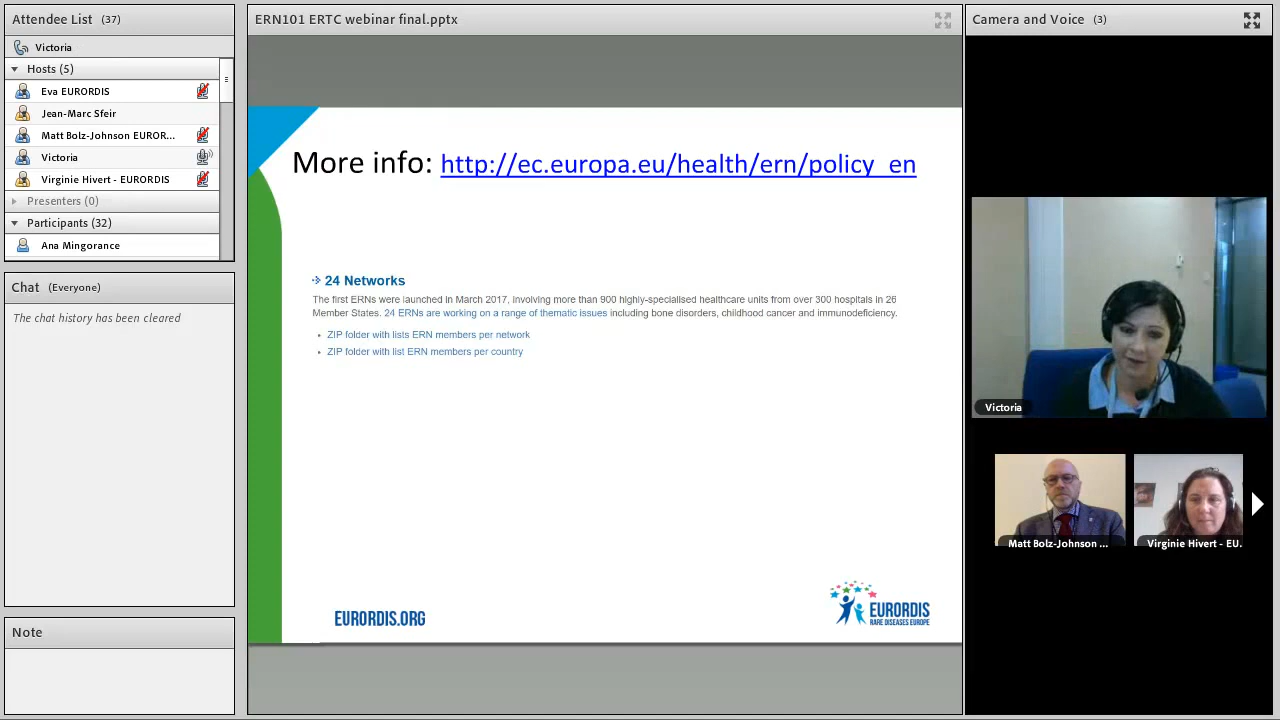 Attendee List (37)
Victoria
Hosts (5)
Eva EURORDIS
Jean-Marc Sfeir
Matt Bolz-Johnson EUROR...
Victoria
Virginie Hivert - EURORDIS
Presenters (0)
Participants (32)
Ana Mingorance
Chat (Everyone)
The chat history has been cleared
Note
ERN101 ERTC webinar final.pptx
More info: http://ec.europa.eu/health/ern/policy_en
24 Networks
The first ERNs were launched in March 2017, involving more than 900 highly-specialised healthcare units from over 300 hospitals in 26
Member States. 24 ERNs are working on a range of thematic issues including bone disorders, childhood cancer and immunodeficiency.
• ZIP folder with lists ERN members per network
• ZIP folder with list ERN members per country
EURORDIS.ORG
EURORDIS
RARE DISEASES EUROPE
Camera and Voice (3)
Victoria
Matt Bolz-Johnson ...
Virginie Hivert - EU...